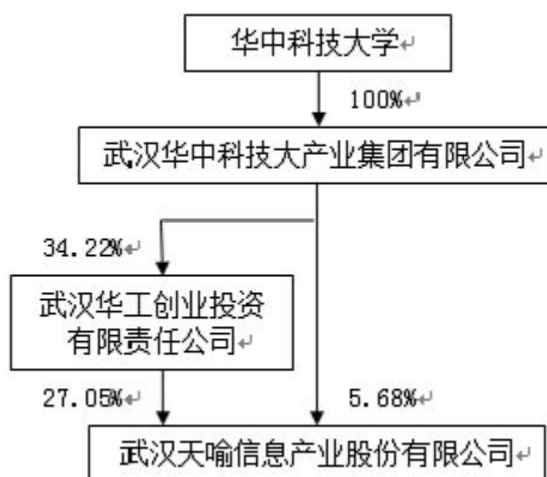 华中科技大学↵
100%↵
武汉华中科技大产业集团有限公司↵
34.22%↵
武汉华工创业投资
有限责任公司↵
27.05%↵
5.68%↵
武汉天喻信息产业股份有限公司↵